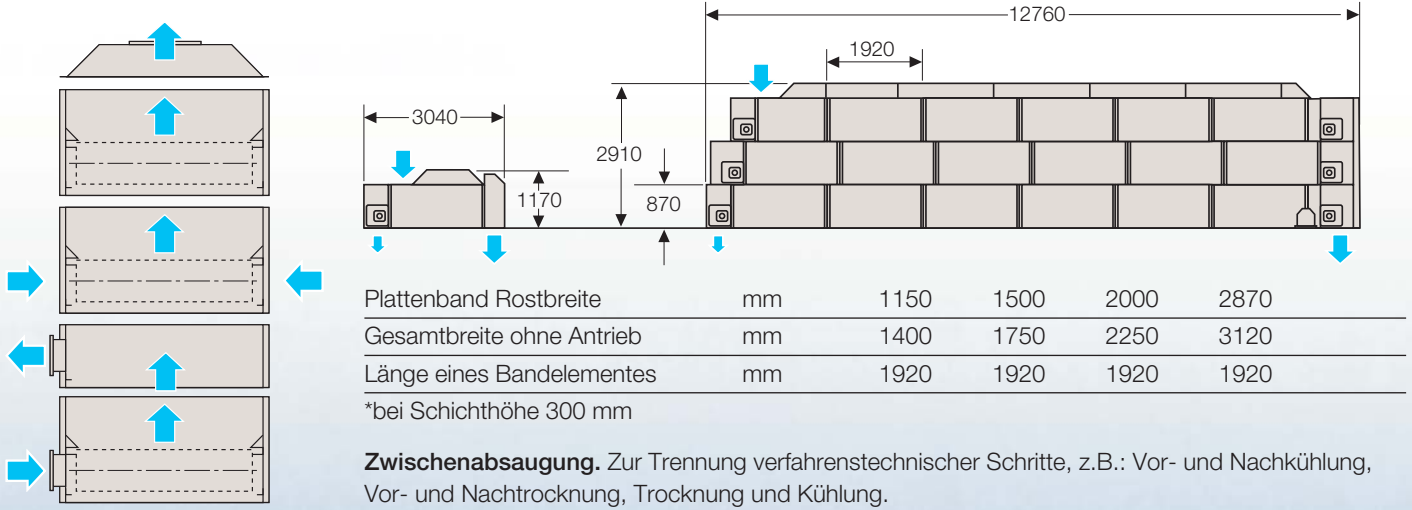 12760
1920
3040
2910
1170
870
Plattenband Rostbreite mm 1150 1500 2000 2870
Gesamtbreite ohne Antrieb mm 1400 1750 2250 3120
Länge eines Bandelementes mm 1920 1920 1920 1920
*bei Schichthöhe 300 mm
Zwischenabsaugung. Zur Trennung verfahrenstechnischer Schritte, z.B.: Vor- und Nachkühlung,
Vor- und Nachtrocknung, Trocknung und Kühlung.